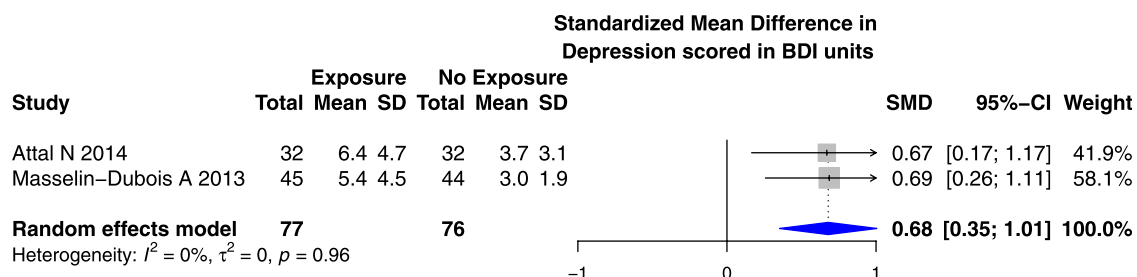 Standardized Mean Difference in
Depression scored in BDI units
Exposure No Exposure
Study Total Mean SD Total Mean SD SMD 95%−CI Weight
Attal N 2014 32 6.4 4.7 32 3.7 3.1 0.67 [0.17; 1.17] 41.9%
Masselin−Dubois A 2013 45 5.4 4.5 44 3.0 1.9 0.69 [0.26; 1.11] 58.1%
Random effects model 77 76 0.68 [0.35; 1.01] 100.0%
Heterogeneity: I² = 0%, τ² = 0, p = 0.96
−1 0 1